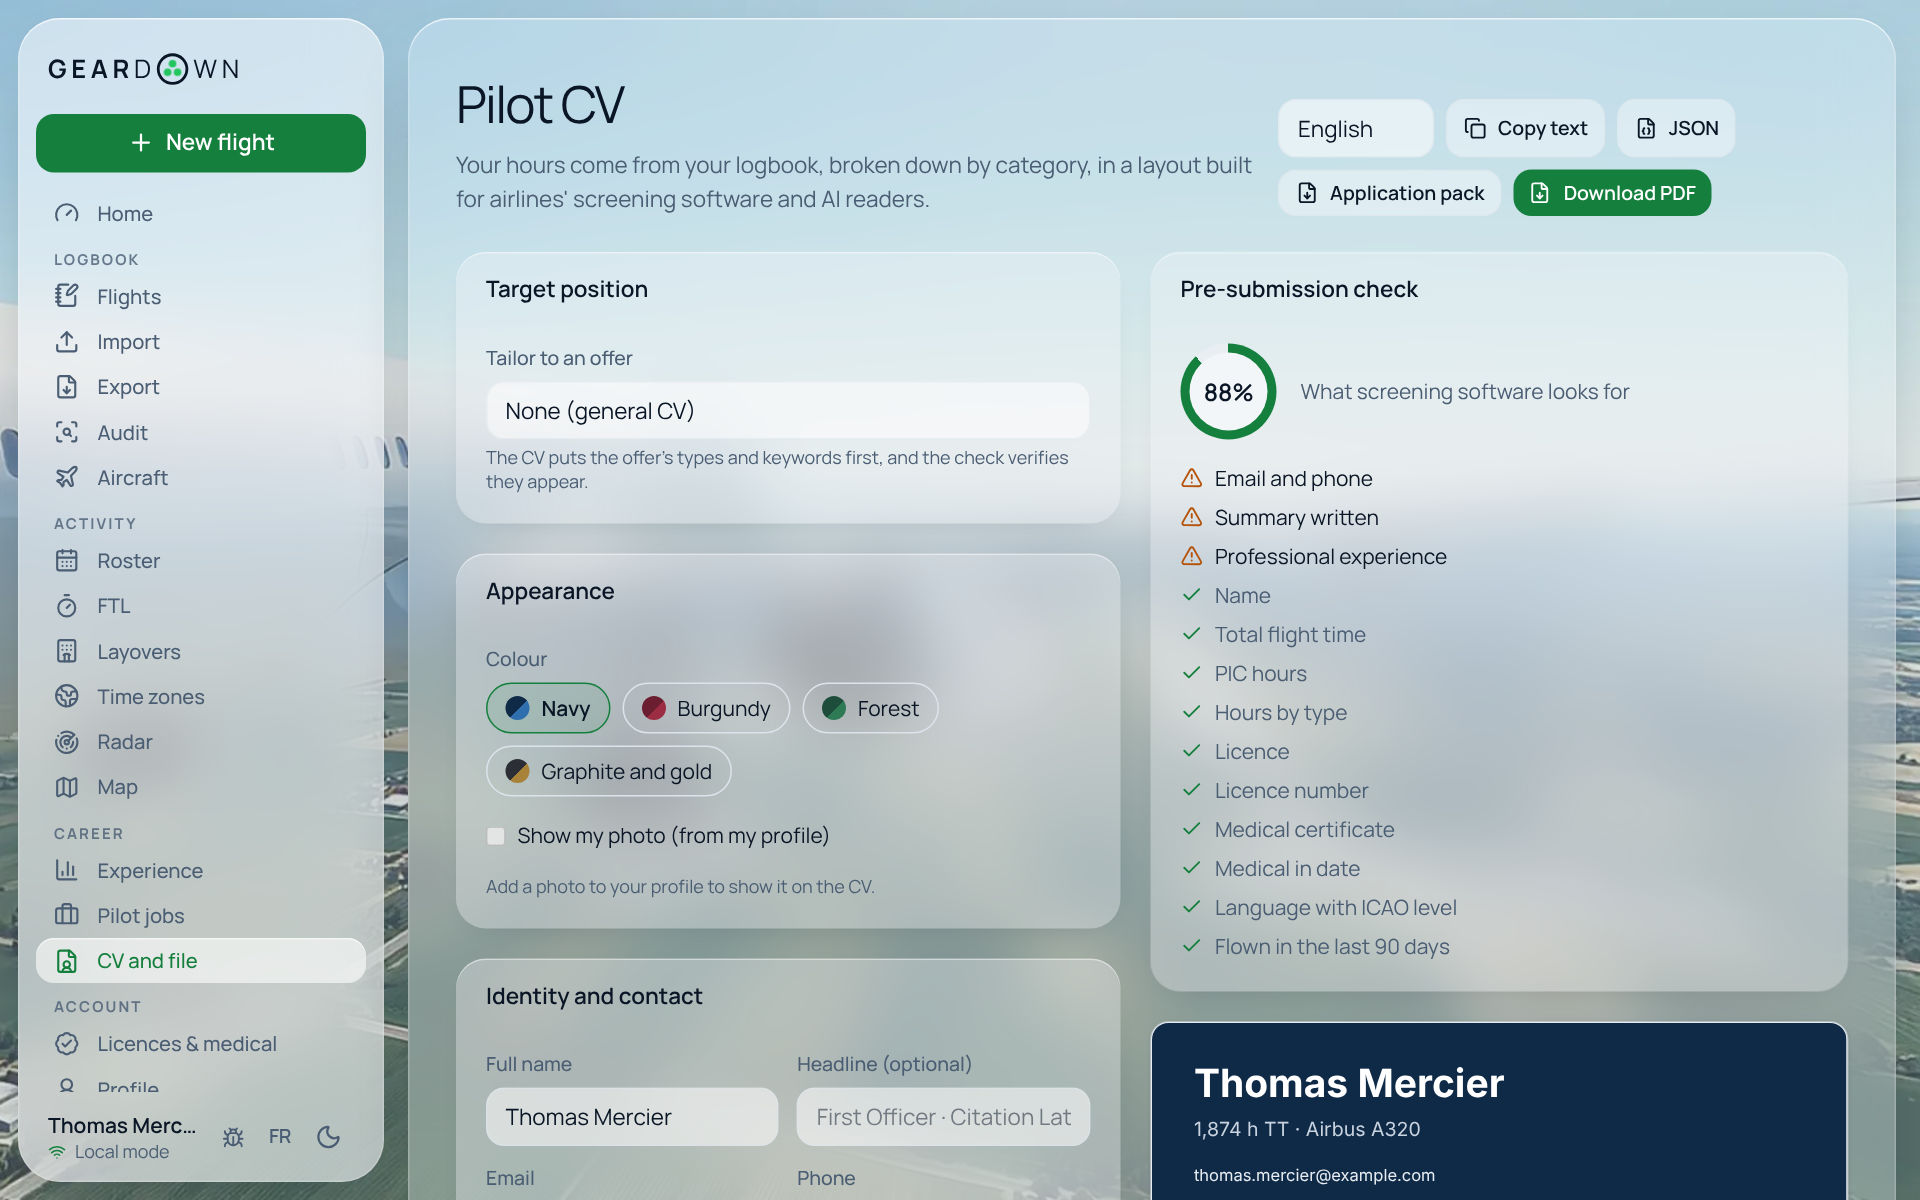 GEARDOWN
New flight
Home
LOGBOOK
Flights
Import
Export
Audit
Aircraft
ACTIVITY
Roster
FTL
Layovers
Time zones
Radar
Map
CAREER
Experience
Pilot jobs
CV and file
ACCOUNT
Licences & medical
Profile
Thomas Merc...
Local mode
FR
Pilot CV
Your hours come from your logbook, broken down by category, in a layout built
for airlines' screening software and AI readers.
English
Copy text
JSON
Application pack
Download PDF
Target position
Tailor to an offer
None (general CV)
The CV puts the offer's types and keywords first, and the check verifies
they appear.
Appearance
Colour
Navy
Burgundy
Forest
Graphite and gold
Show my photo (from my profile)
Add a photo to your profile to show it on the CV.
Identity and contact
Full name
Headline (optional)
Thomas Mercier
First Officer · Citation Lat
Email
Phone
Pre-submission check
88%
What screening software looks for
Email and phone
Summary written
Professional experience
Name
Total flight time
PIC hours
Hours by type
Licence
Licence number
Medical certificate
Medical in date
Language with ICAO level
Flown in the last 90 days
Thomas Mercier
1,874 h TT · Airbus A320
thomas.mercier@example.com